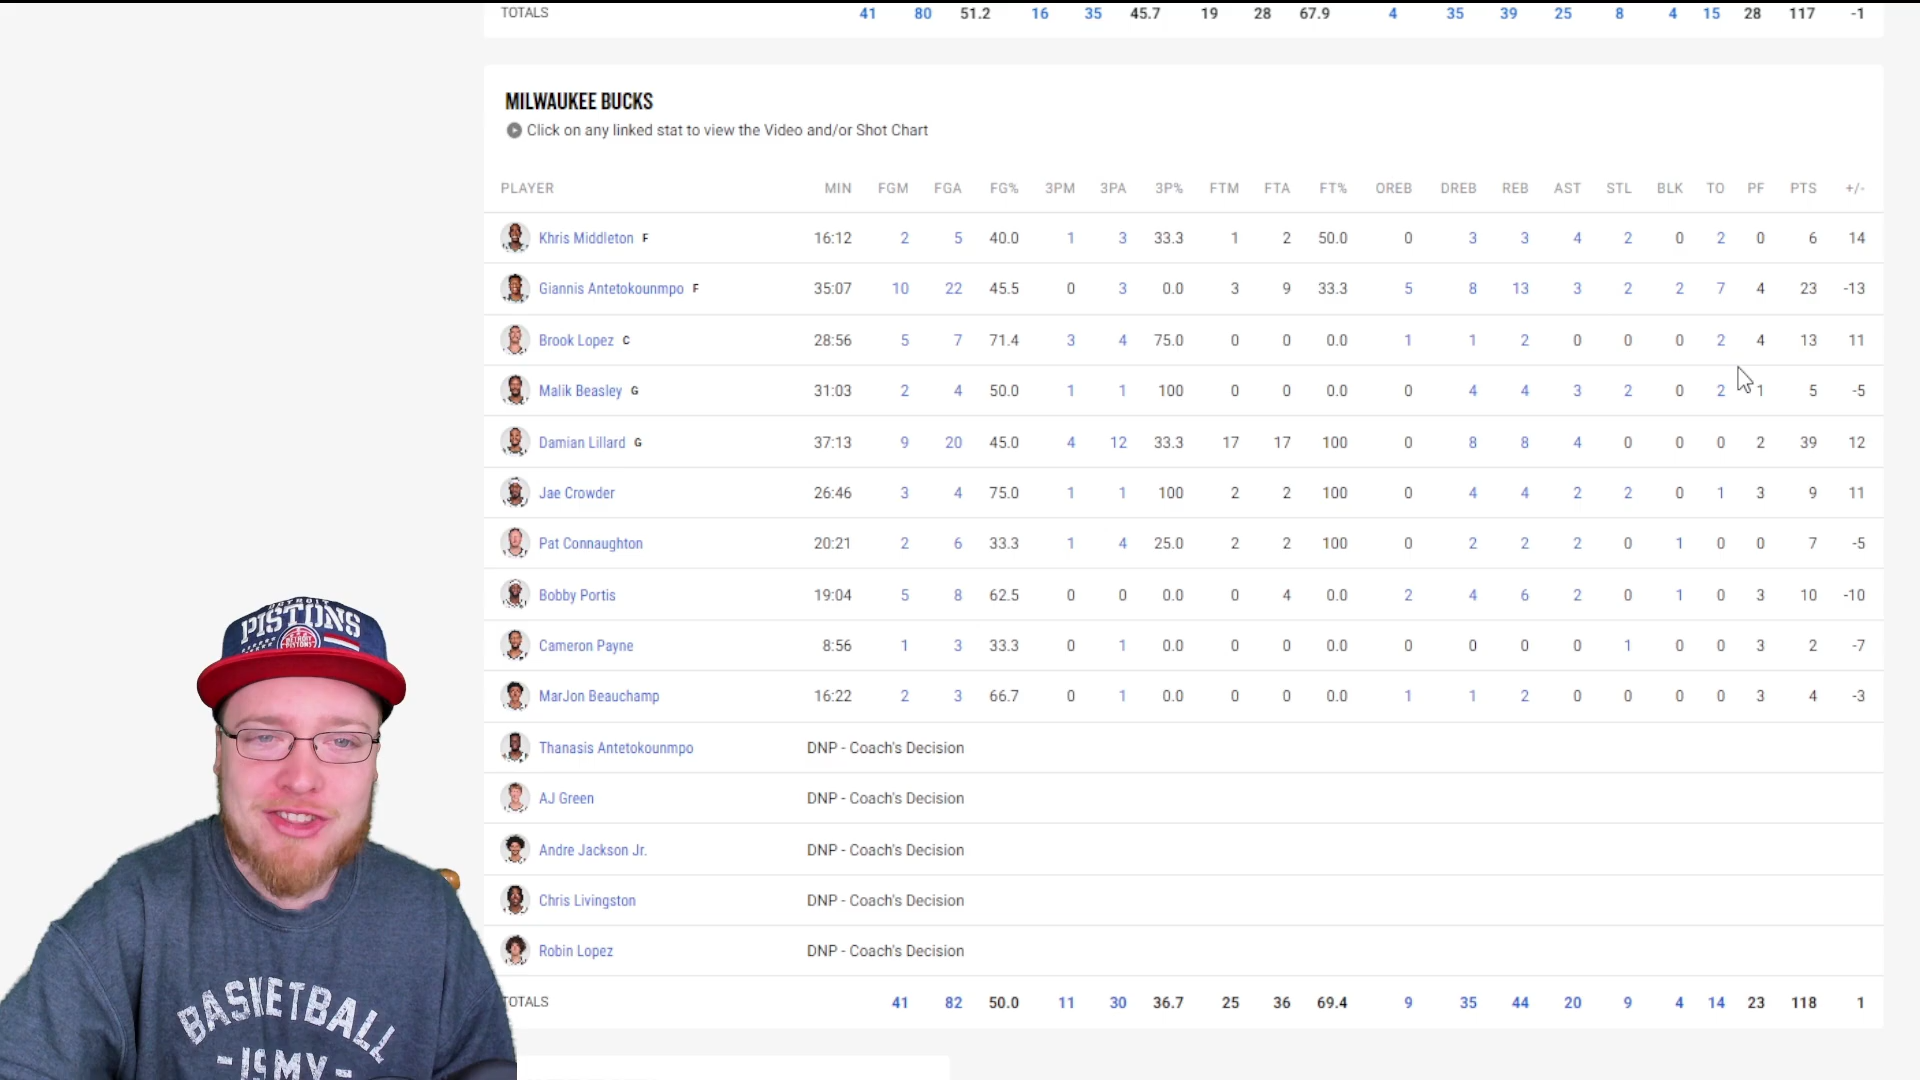 TOTALS 41 80 51.2 16 35 45.7 19 28 67.9 4 35 39 25 8 4 15 28 117 -1
MILWAUKEE BUCKS
Click on any linked stat to view the Video and/or Shot Chart
PLAYER MIN FGM FGA FG% 3PM 3PA 3P% FTM FTA FT% OREB DREB REB AST STL BLK TO PF PTS +/-
Khris Middleton F 16:12 2 5 40.0 1 3 33.3 1 2 50.0 0 3 3 4 2 0 2 0 6 14
Giannis Antetokounmpo F 35:07 10 22 45.5 0 3 0.0 3 9 33.3 5 8 13 3 2 2 7 4 23 -13
Brook Lopez C 28:56 5 7 71.4 3 4 75.0 0 0 0.0 1 1 2 0 0 0 2 4 13 11
Malik Beasley G 31:03 2 4 50.0 1 1 100 0 0 0.0 0 4 4 3 2 0 2 1 5 -5
Damian Lillard G 37:13 9 20 45.0 4 12 33.3 17 17 100 0 8 8 4 0 0 0 2 39 12
Jae Crowder 26:46 3 4 75.0 1 1 100 2 2 100 0 4 4 2 2 0 1 3 9 11
Pat Connaughton 20:21 2 6 33.3 1 4 25.0 2 2 100 0 2 2 2 0 1 0 0 7 -5
Bobby Portis 19:04 5 8 62.5 0 0 0.0 0 4 0.0 2 4 6 2 0 1 0 3 10 -10
Cameron Payne 8:56 1 3 33.3 0 1 0.0 0 0 0.0 0 0 0 0 1 0 0 3 2 -7
MarJon Beauchamp 16:22 2 3 66.7 0 1 0.0 0 0 0.0 1 1 2 0 0 0 0 3 4 -3
Thanasis Antetokounmpo DNP - Coach's Decision
AJ Green DNP - Coach's Decision
Andre Jackson Jr. DNP - Coach's Decision
Chris Livingston DNP - Coach's Decision
Robin Lopez DNP - Coach's Decision
TOTALS 41 82 50.0 11 30 36.7 25 36 69.4 9 35 44 20 9 4 14 23 118 1
DETROIT
PISTONS
DETROIT
PISTONS
BASKETBALL
-IS MY-